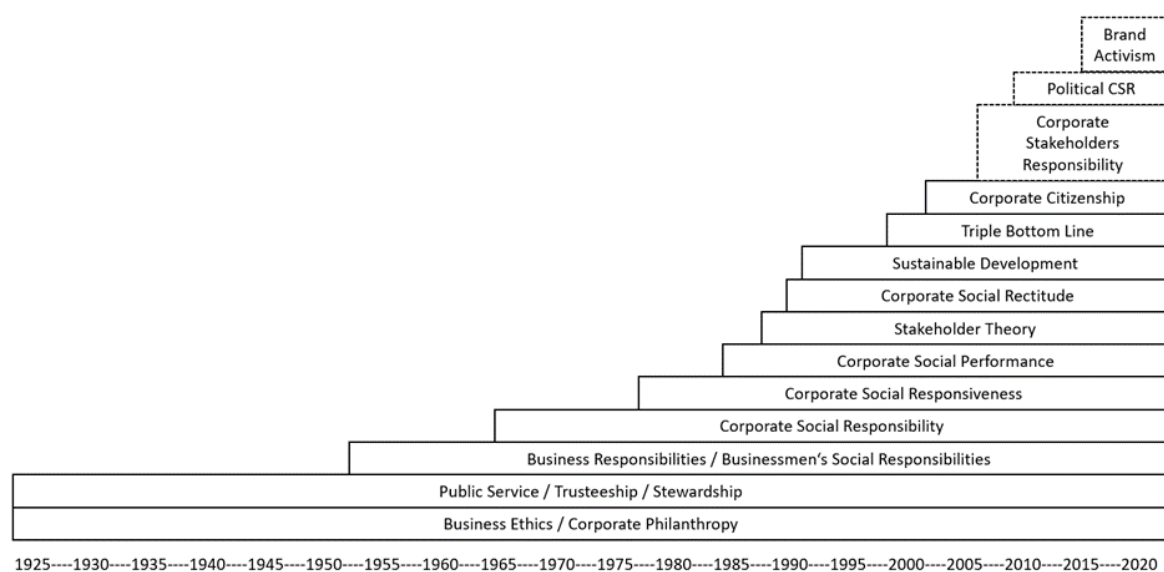 Brand
Activism
Political CSR
Corporate
Stakeholders
Responsibility
Corporate Citizenship
Triple Bottom Line
Sustainable Development
Corporate Social Rectitude
Stakeholder Theory
Corporate Social Performance
Corporate Social Responsiveness
Corporate Social Responsibility
Business Responsibilities / Businessmen‘s Social Responsibilities
Public Service / Trusteeship / Stewardship
Business Ethics / Corporate Philanthropy
1925----1930----1935----1940----1945----1950----1955----1960----1965----1970----1975----1980----1985----1990----1995----2000----2005----2010----2015----2020